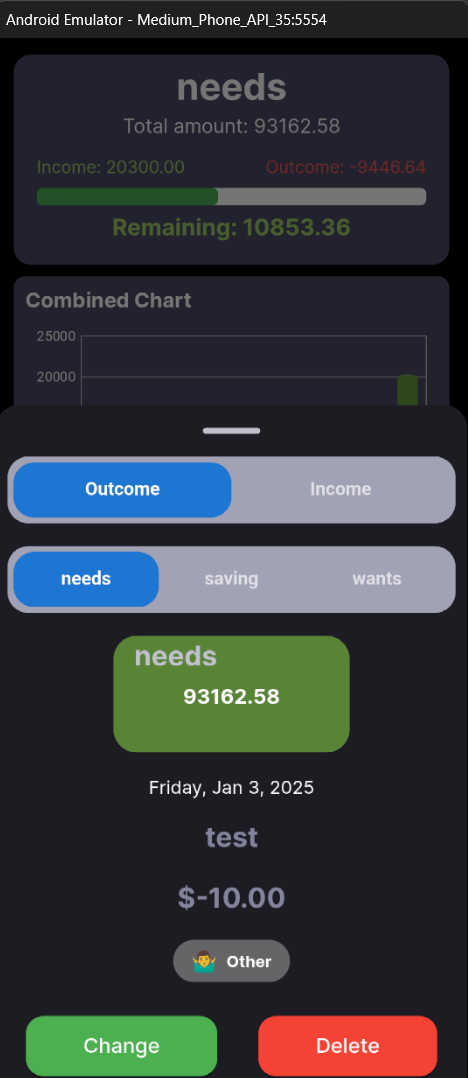 Android Emulator - Medium_Phone_API_35:5554
needs
Total amount: 93162.58
Income: 20300.00 Outcome: -9446.64
Remaining: 10853.36
Combined Chart
25000
20000
Outcome Income
needs saving wants
needs
93162.58
Friday, Jan 3, 2025
test
$-10.00
Other
Change Delete